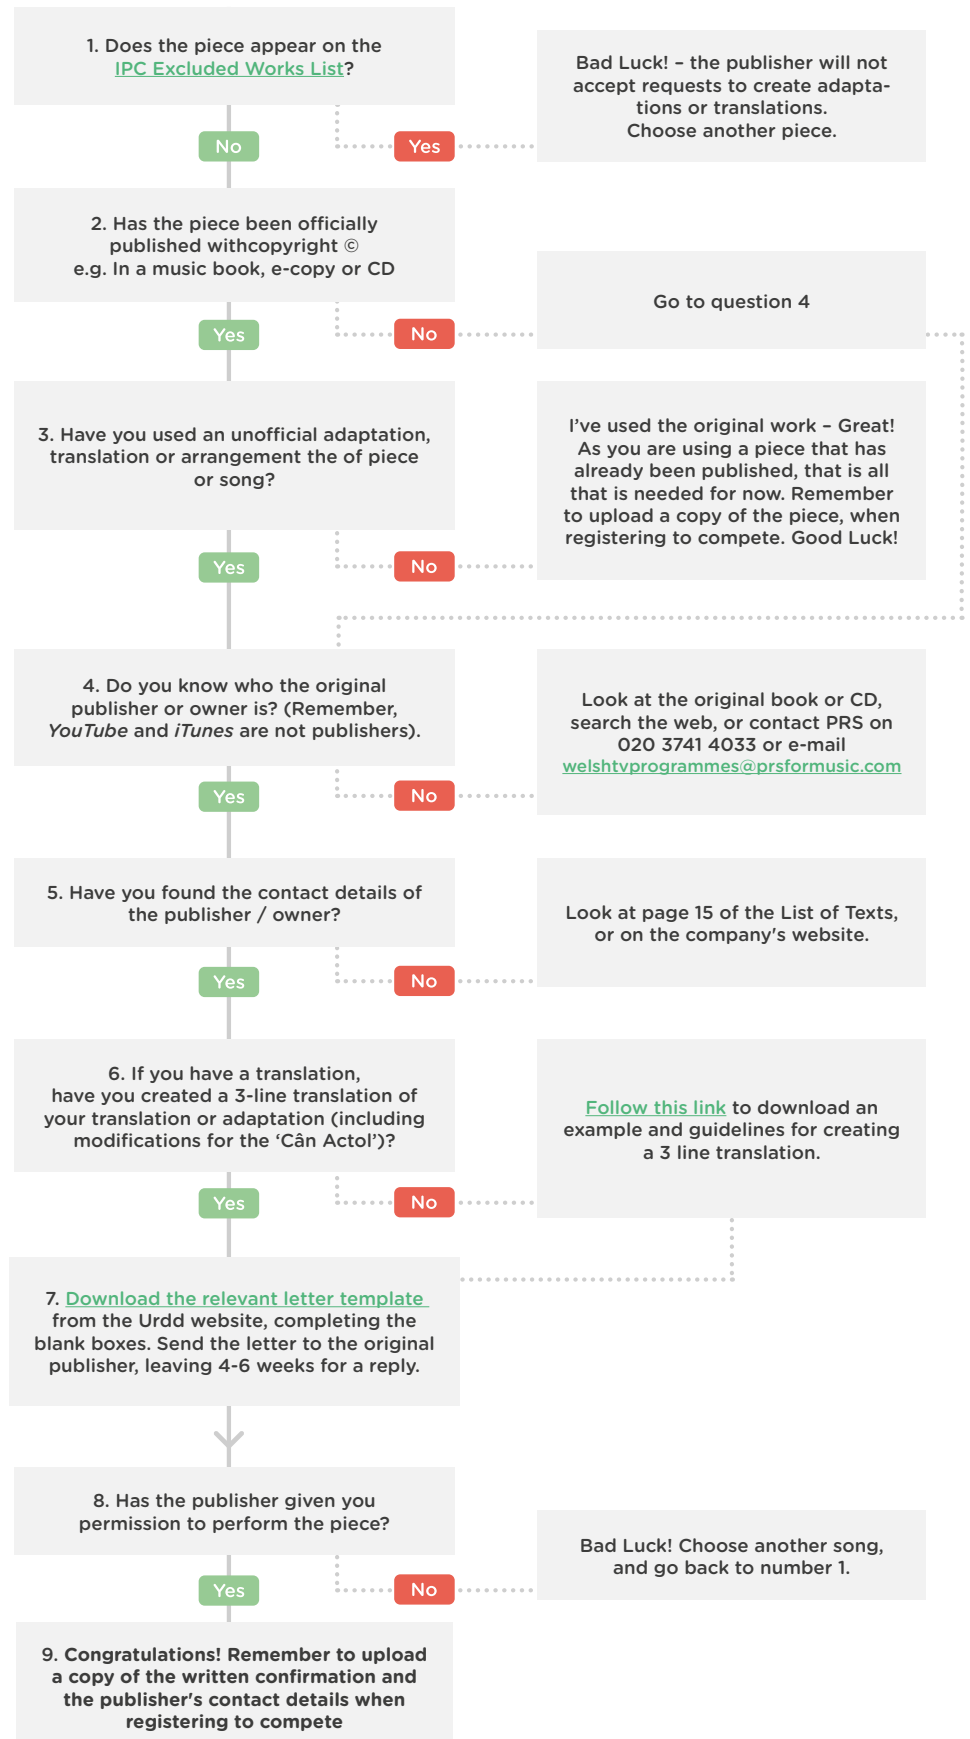 1. Does the piece appear on the
IPC Excluded Works List?
Bad Luck! – the publisher will not
accept requests to create adapta-
tions or translations.
Choose another piece.
No
Yes
2. Has the piece been officially
published withcopyright ©
e.g. In a music book, e-copy or CD
Go to question 4
Yes
No
3. Have you used an unofficial adaptation,
translation or arrangement the of piece
or song?
I’ve used the original work – Great!
As you are using a piece that has
already been published, that is all
that is needed for now. Remember
to upload a copy of the piece, when
registering to compete. Good Luck!
Yes
No
4. Do you know who the original
publisher or owner is? (Remember,
YouTube and iTunes are not publishers).
Look at the original book or CD,
search the web, or contact PRS on
020 3741 4033 or e-mail
welshtvprogrammes@prsformusic.com
Yes
No
5. Have you found the contact details of
the publisher / owner?
Look at page 15 of the List of Texts,
or on the company's website.
Yes
No
6. If you have a translation,
have you created a 3-line translation of
your translation or adaptation (including
modifications for the ‘Cân Actol’)?
Follow this link to download an
example and guidelines for creating
a 3 line translation.
Yes
No
7. Download the relevant letter template
from the Urdd website, completing the
blank boxes. Send the letter to the original
publisher, leaving 4-6 weeks for a reply.
8. Has the publisher given you
permission to perform the piece?
Bad Luck! Choose another song,
and go back to number 1.
Yes
No
9. Congratulations! Remember to upload
a copy of the written confirmation and
the publisher's contact details when
registering to compete